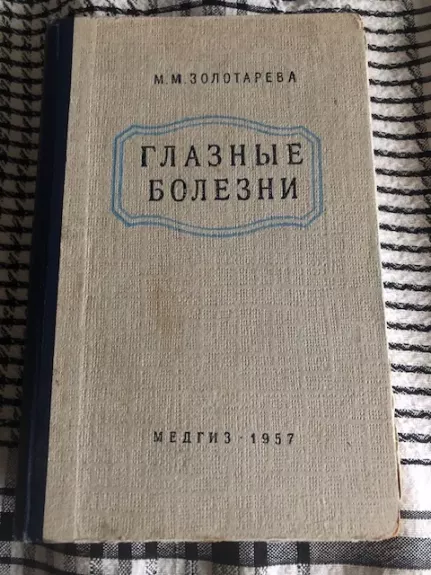 М. М. ЗОЛОТАРЕВА
ГЛАЗНЫЕ
БОЛЕЗНИ
МЕДГИЗ - 1957